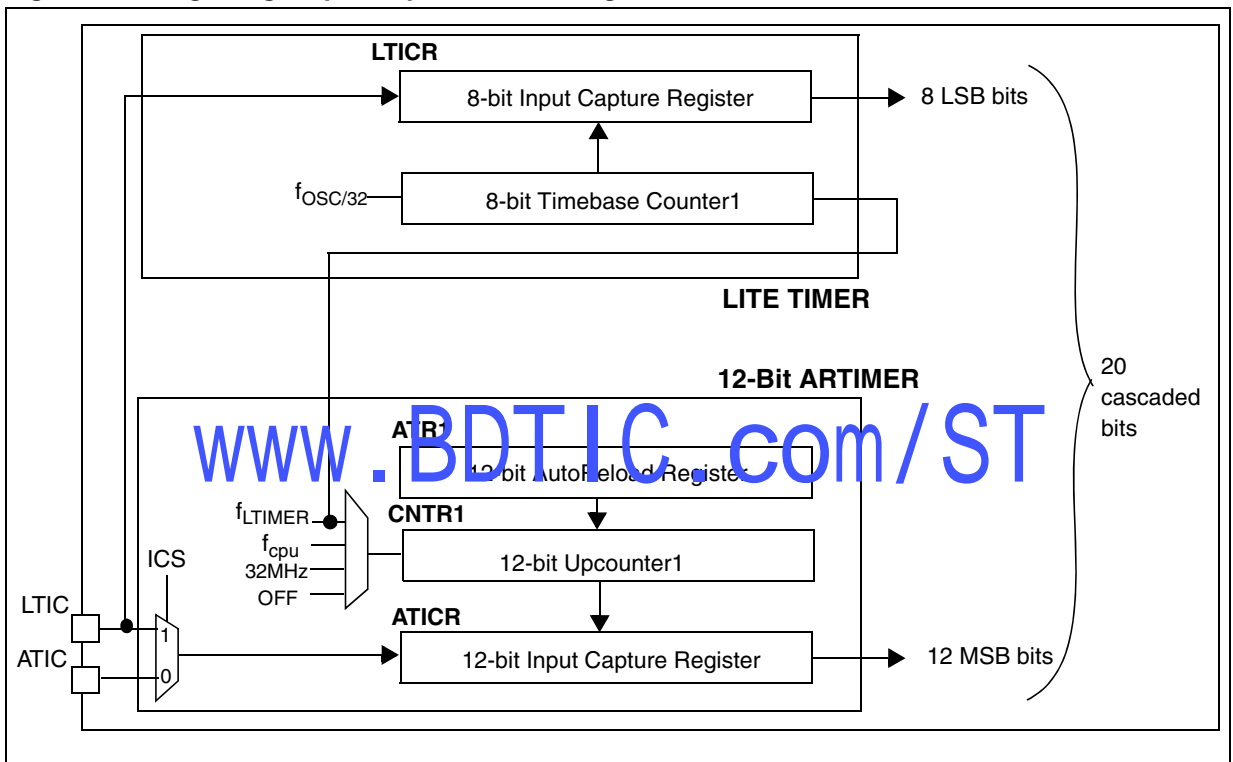 LTICR
8-bit Input Capture Register
8 LSB bits
fOSC/32
8-bit Timebase Counter1
LITE TIMER
20
cascaded
bits
12-Bit ARTIMER
www.BDTIC.com/ST
ATR1
12-bit AutoReload Register
fLTIMER
CNTR1
fcpu
12-bit Upcounter1
32MHz
OFF
ICS
LTIC
1
ATICR
ATIC
0
12-bit Input Capture Register
12 MSB bits